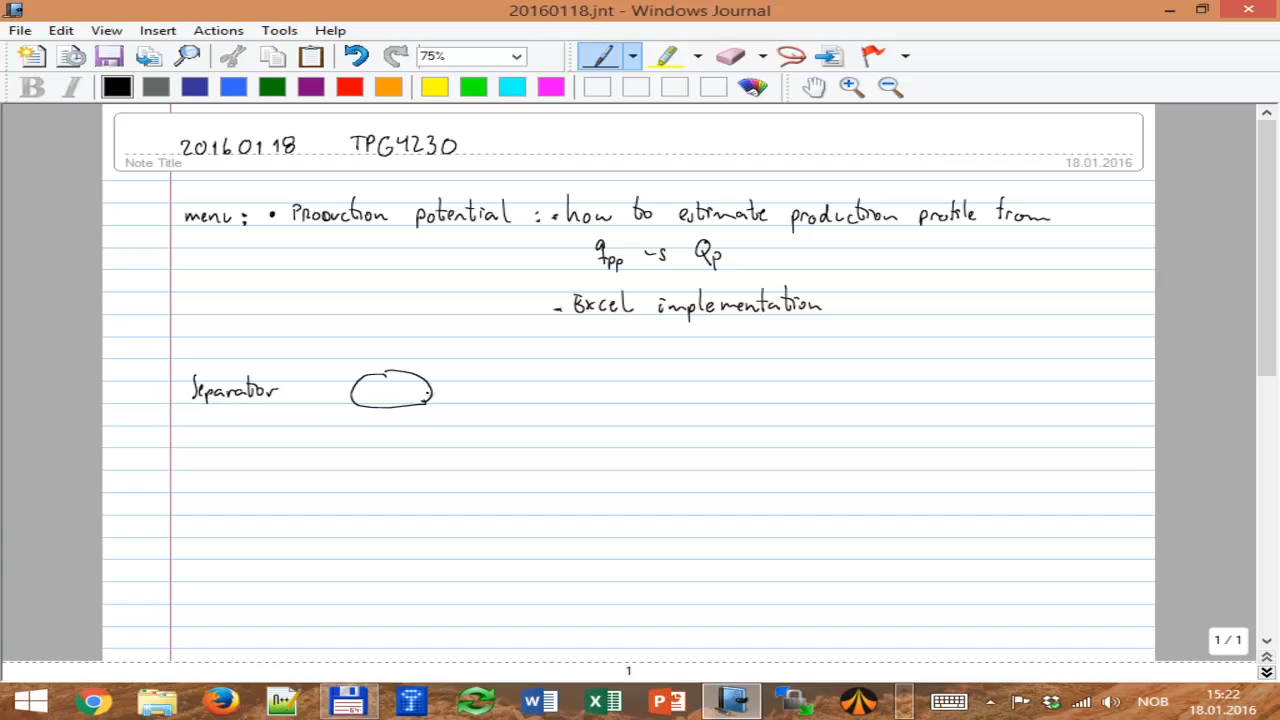 20160118.jnt - Windows Journal
File Edit View Insert Actions Tools Help
75%
B I
20160118 TPG4230
Note Title 18.01.2016
menu: • Production potential : • how to estimate production profile from
qpp vs Qp
- Excel implementation
Separator
1 / 1
1
N++
64
W X P
NOB
15:22
18.01.2016